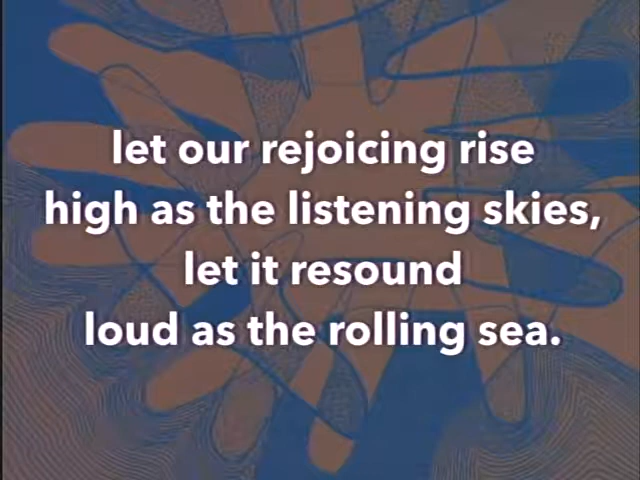 let our rejoicing rise
high as the listening skies,
let it resound
loud as the rolling sea.